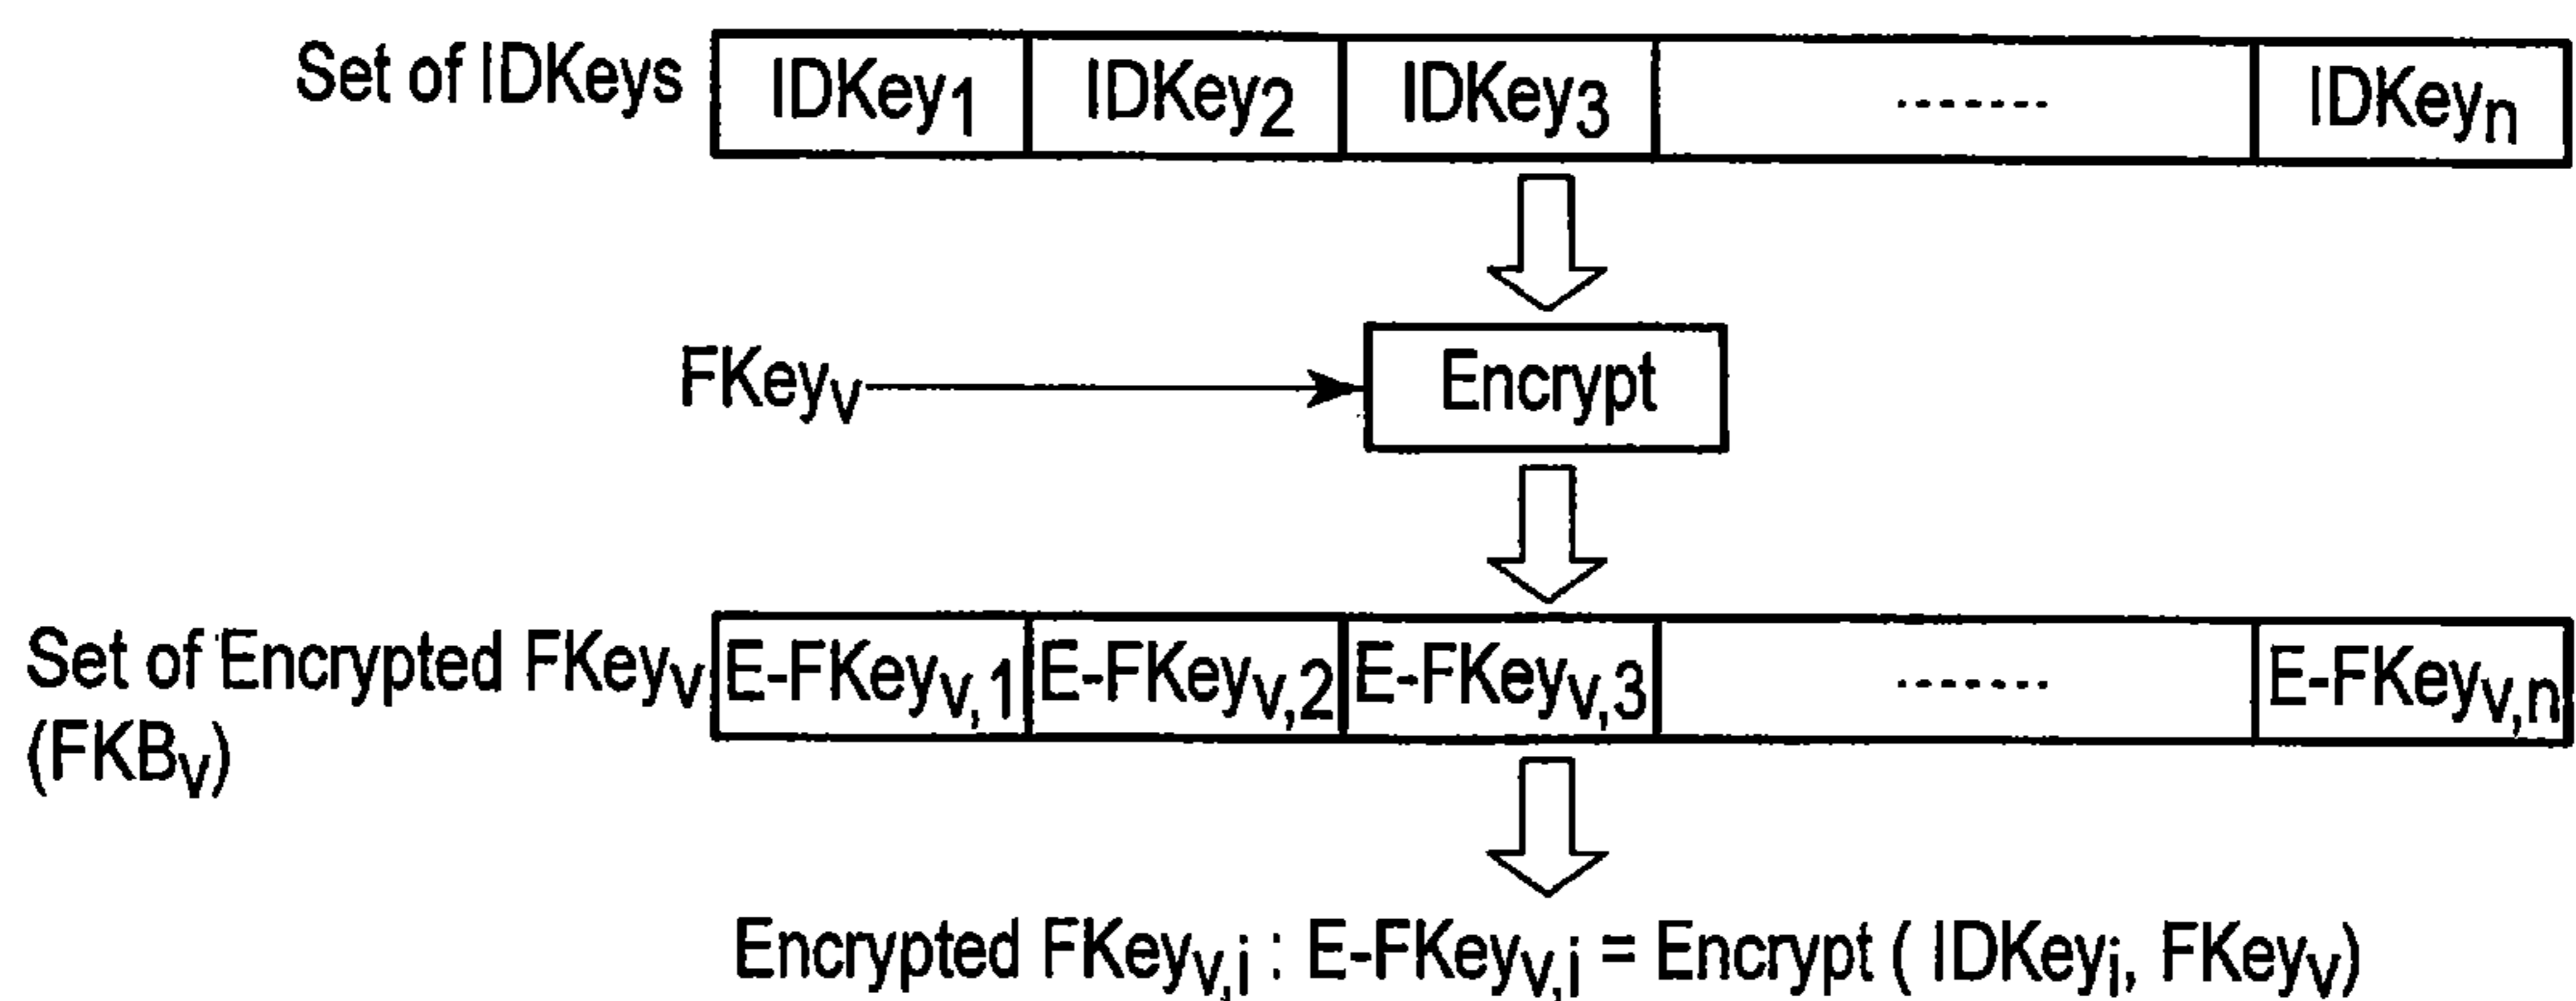 Set of IDKeys IDKey1 IDKey2 IDKey3 ------- IDKeyn
FKeyv Encrypt
Set of Encrypted FKeyv E-FKeyv,1 E-FKeyv,2 E-FKeyv,3 ------- E-FKeyv,n
(FKBv)
Encrypted FKeyv,i : E-FKeyv,i = Encrypt ( IDKeyi, FKeyv)